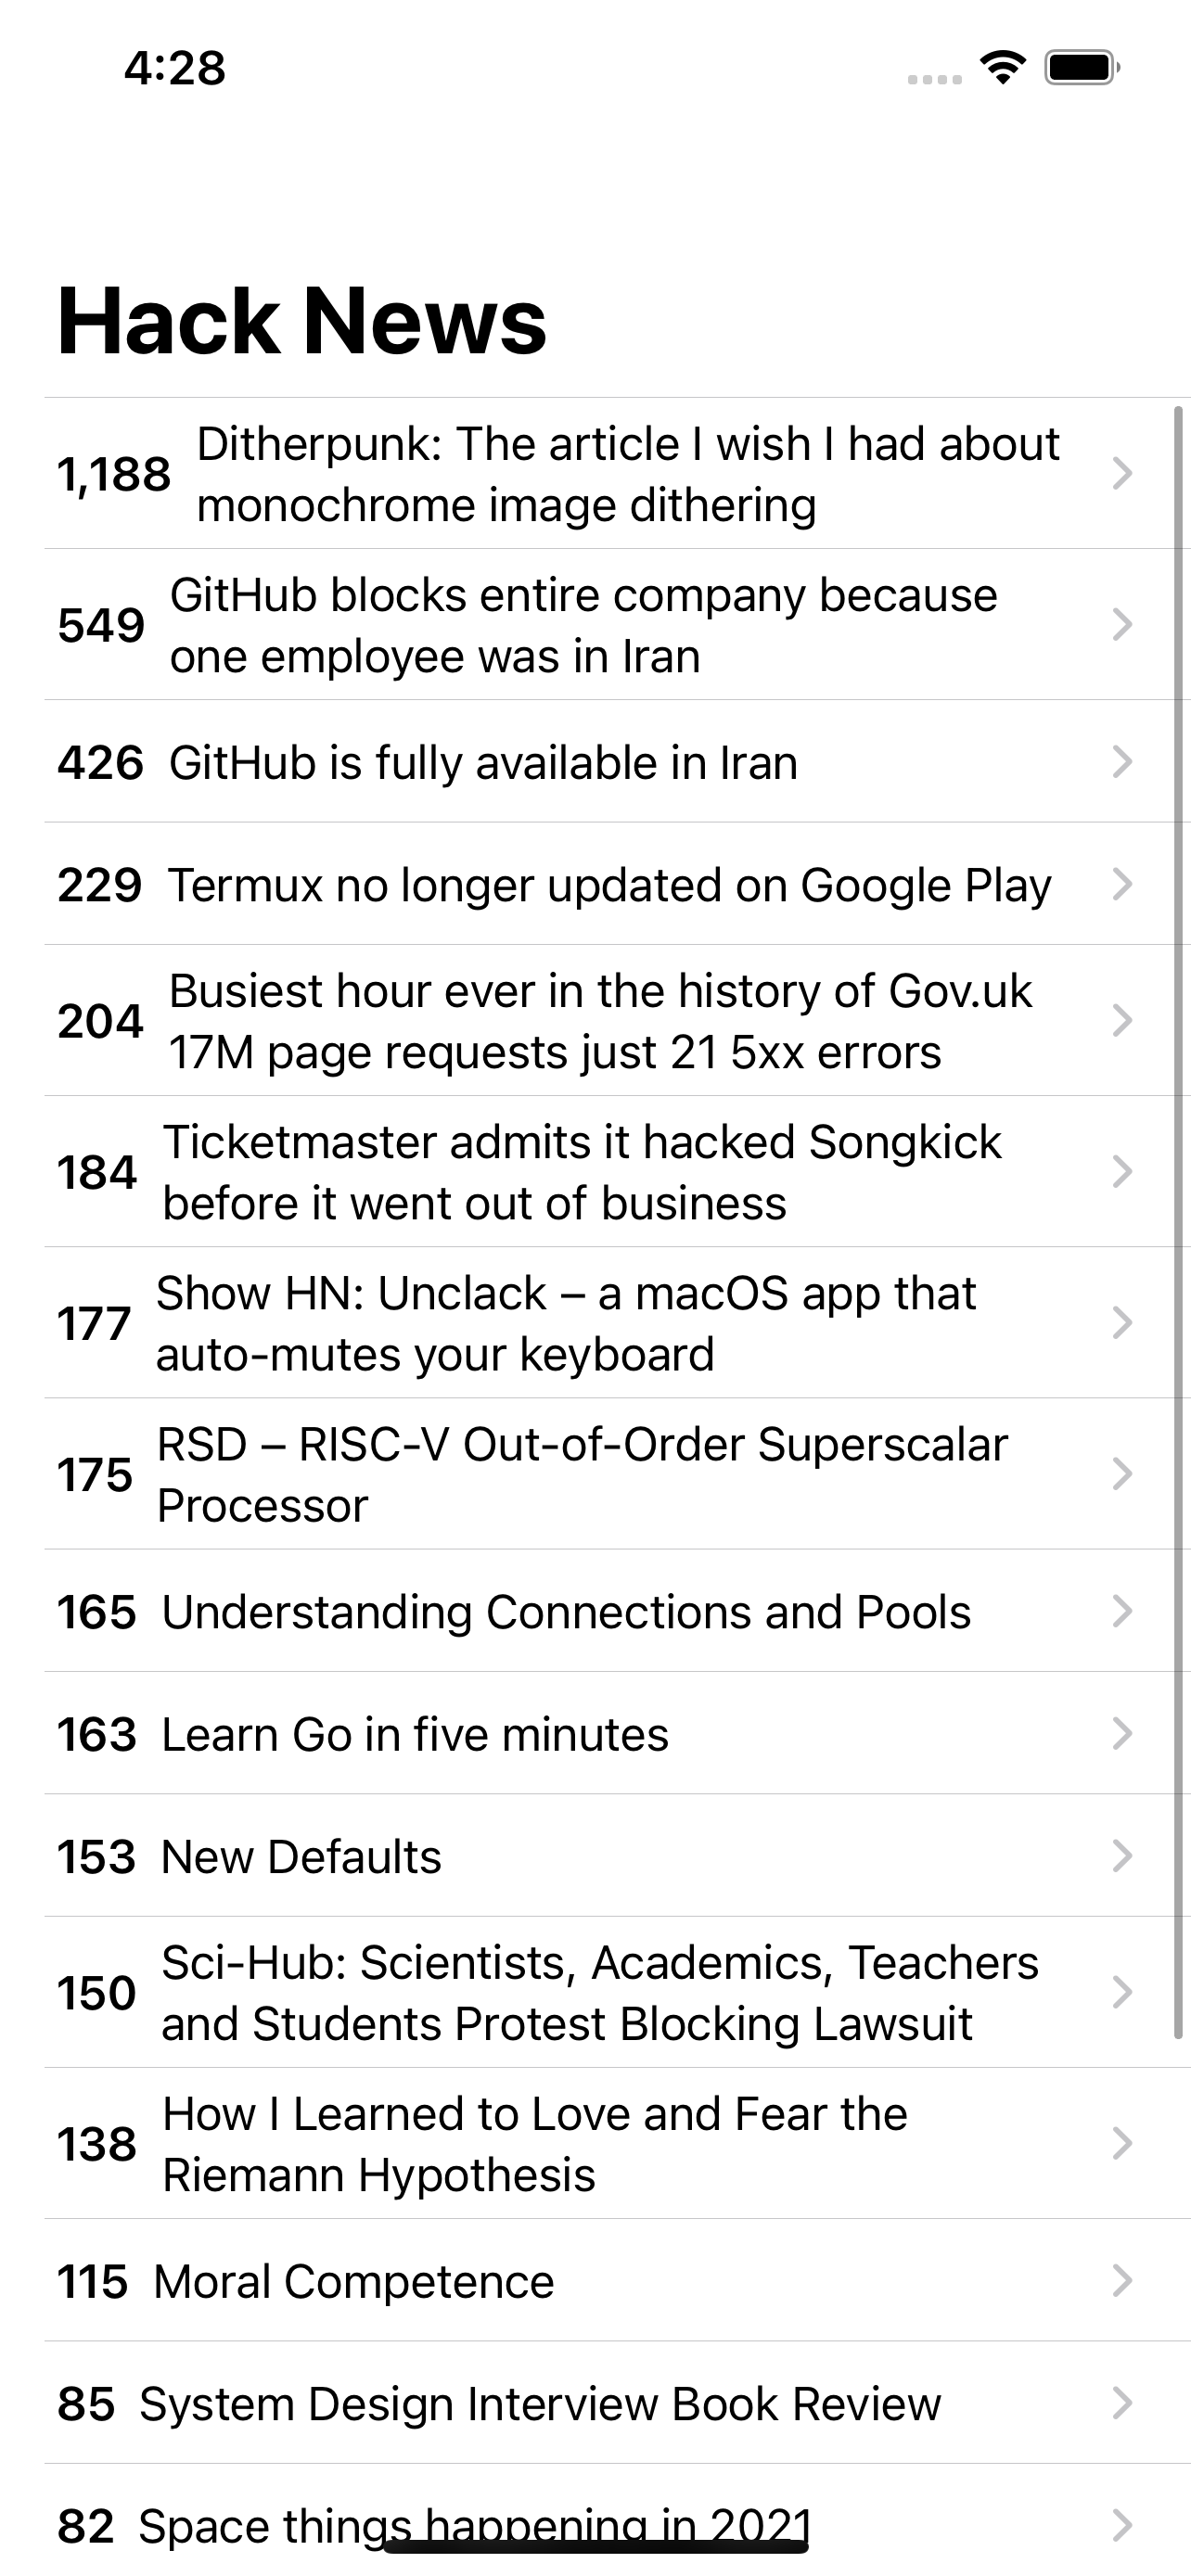 4:28
Hack News
1,188 Ditherpunk: The article I wish I had about
monochrome image dithering
549 GitHub blocks entire company because
one employee was in Iran
426 GitHub is fully available in Iran
229 Termux no longer updated on Google Play
204 Busiest hour ever in the history of Gov.uk
17M page requests just 21 5xx errors
184 Ticketmaster admits it hacked Songkick
before it went out of business
177 Show HN: Unclack – a macOS app that
auto-mutes your keyboard
175 RSD – RISC-V Out-of-Order Superscalar
Processor
165 Understanding Connections and Pools
163 Learn Go in five minutes
153 New Defaults
150 Sci-Hub: Scientists, Academics, Teachers
and Students Protest Blocking Lawsuit
138 How I Learned to Love and Fear the
Riemann Hypothesis
115 Moral Competence
85 System Design Interview Book Review
82 Space things happening in 2021